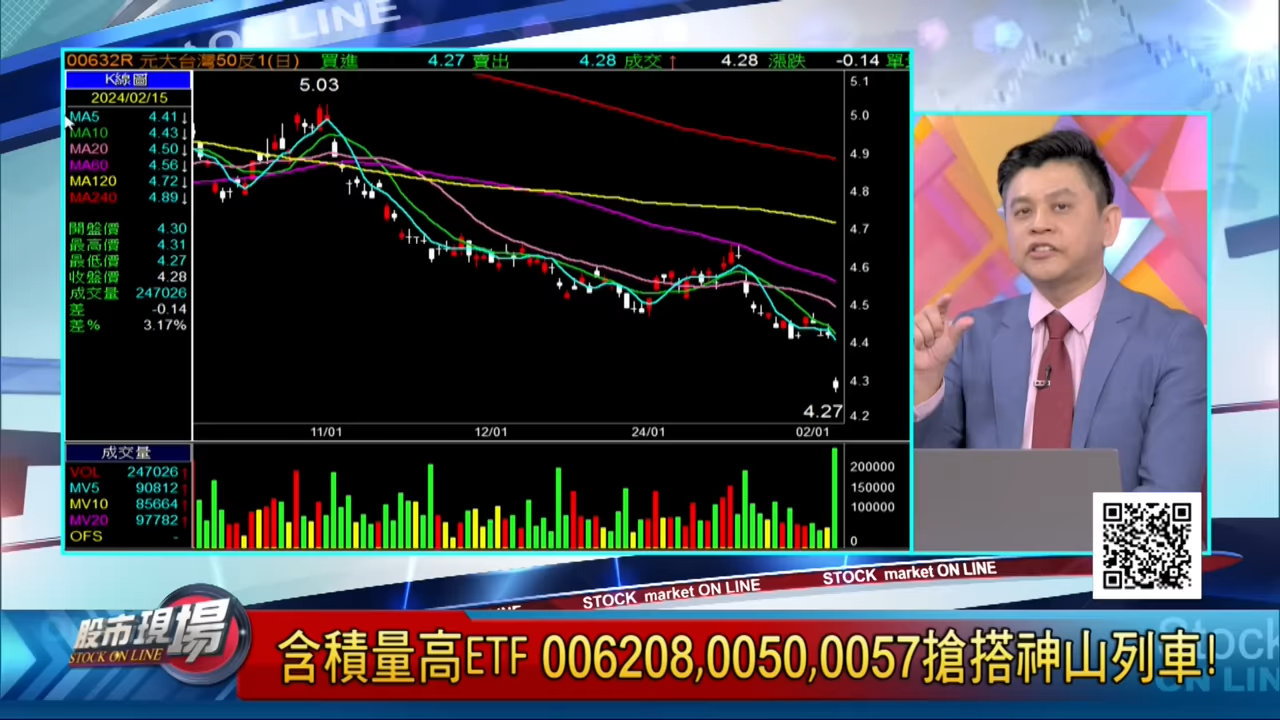 00632R 元大台灣50反1(日) 買進 4.27 賣出 4.28 成交↑ 4.28 漲跌 -0.14
K線圖
2024/02/15
MA5 4.41↓
MA10 4.43↓
MA20 4.50↓
MA60 4.56↓
MA120 4.72↓
MA240 4.89↓
開盤價 4.30
最高價 4.31
最低價 4.27
收盤價 4.28
成交量 247026
差 -0.14
差% 3.17%
5.03
4.27
5.1
5.0
4.9
4.8
4.7
4.6
4.5
4.4
4.3
4.2
11/01 12/01 24/01 02/01
成交量
VOL 247026↑
MV5 90812↑
MV10 85664↑
MV20 97782↑
OFS -
200000
150000
100000
0
STOCK market ON LINE
STOCK market ON LINE
股市現場
STOCK ON LINE
含積量高ETF 006208,0050,0057搶搭神山列車!